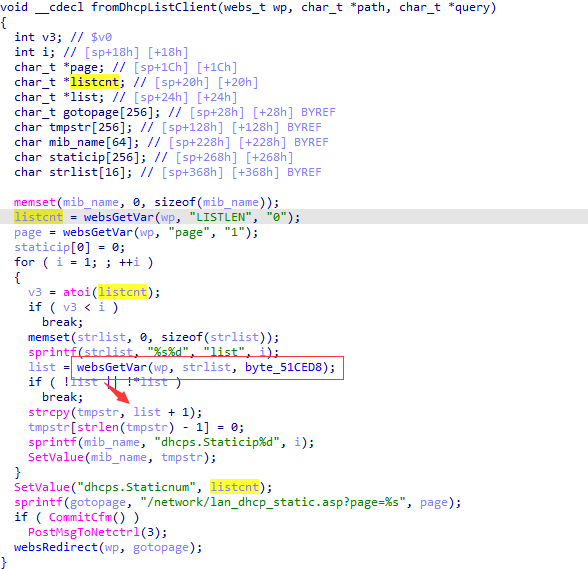 void __cdecl fromDhcpListClient(webs_t wp, char_t *path, char_t *query)
{
  int v3; // $v0
  int i; // [sp+18h] [+18h]
  char_t *page; // [sp+1Ch] [+1Ch]
  char_t *listcnt; // [sp+20h] [+20h]
  char_t *list; // [sp+24h] [+24h]
  char_t gotopage[256]; // [sp+28h] [+28h] BYREF
  char tmpstr[256]; // [sp+128h] [+128h] BYREF
  char mib_name[64]; // [sp+228h] [+228h] BYREF
  char staticip[256]; // [sp+268h] [+268h]
  char strlist[16]; // [sp+368h] [+368h] BYREF

  memset(mib_name, 0, sizeof(mib_name));
  listcnt = websGetVar(wp, "LISTLEN", "0");
  page = websGetVar(wp, "page", "1");
  staticip[0] = 0;
  for ( i = 1; ; ++i )
  {
    v3 = atoi(listcnt);
    if ( v3 < i )
      break;
    memset(strlist, 0, sizeof(strlist));
    sprintf(strlist, "%s%d", "list", i);
    list = websGetVar(wp, strlist, byte_51CED8);
    if ( !list || !*list )
      break;
    strcpy(tmpstr, list + 1);
    tmpstr[strlen(tmpstr) - 1] = 0;
    sprintf(mib_name, "dhcps.Staticip%d", i);
    SetValue(mib_name, tmpstr);
  }
  SetValue("dhcps.Staticnum", listcnt);
  sprintf(gotopage, "/network/lan_dhcp_static.asp?page=%s", page);
  if ( CommitCfm() )
    PostMsgToNetctrl(3);
  websRedirect(wp, gotopage);
}